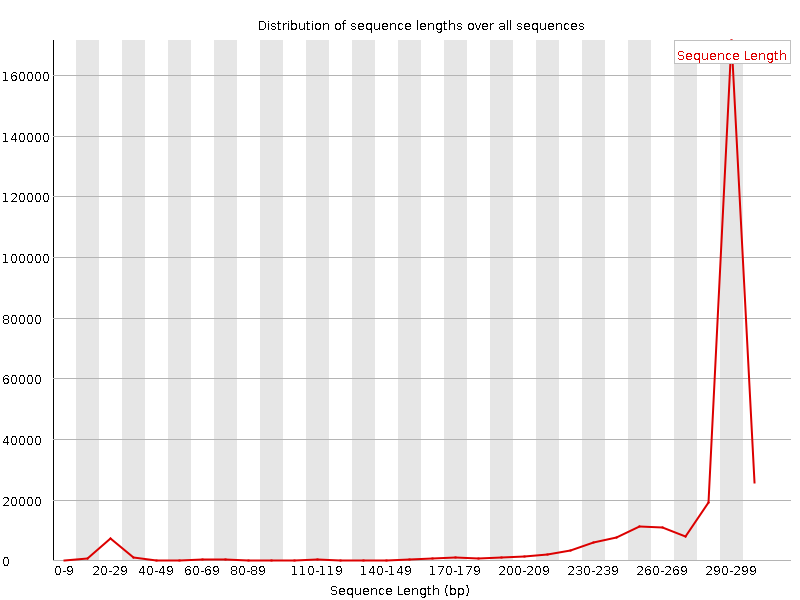 Distribution of sequence lengths over all sequences
Sequence Length
160000
140000
120000
100000
80000
60000
40000
20000
0
0-9 20-29 40-49 60-69 80-89 110-119 140-149 170-179 200-209 230-239 260-269 290-299
Sequence Length (bp)